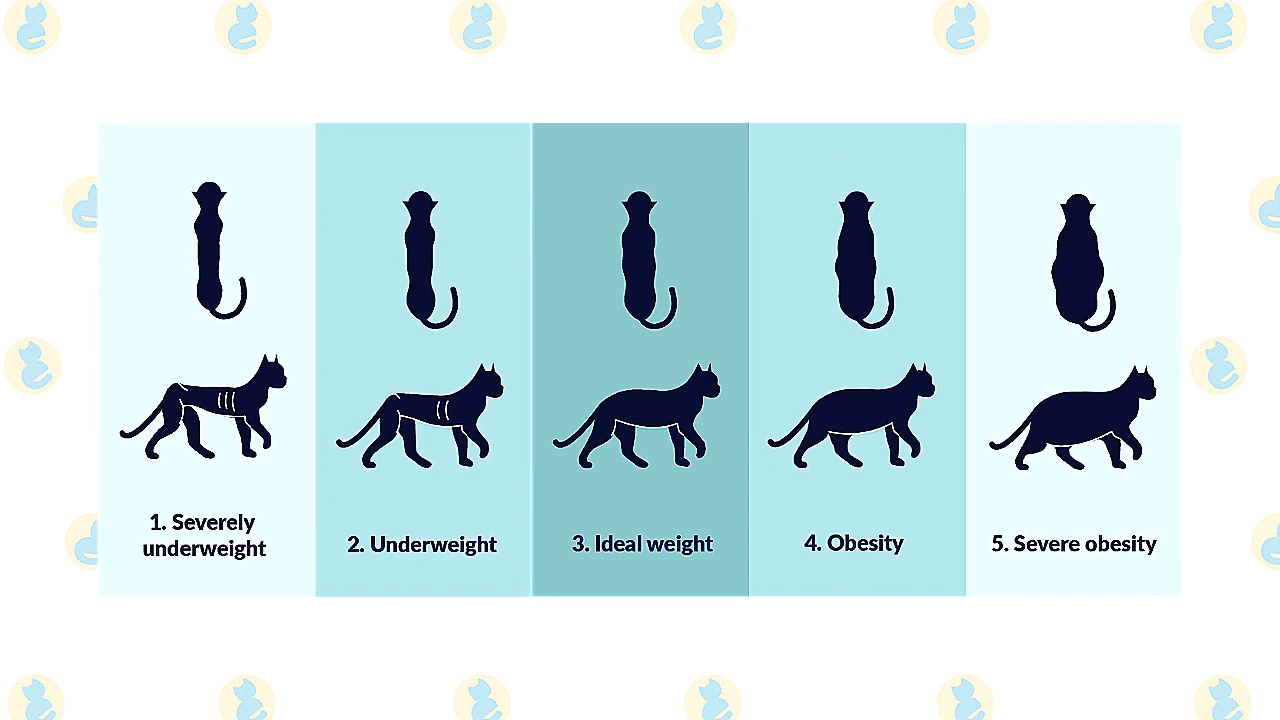 1. Severely
underweight
2. Underweight
3. Ideal weight
4. Obesity
5. Severe obesity